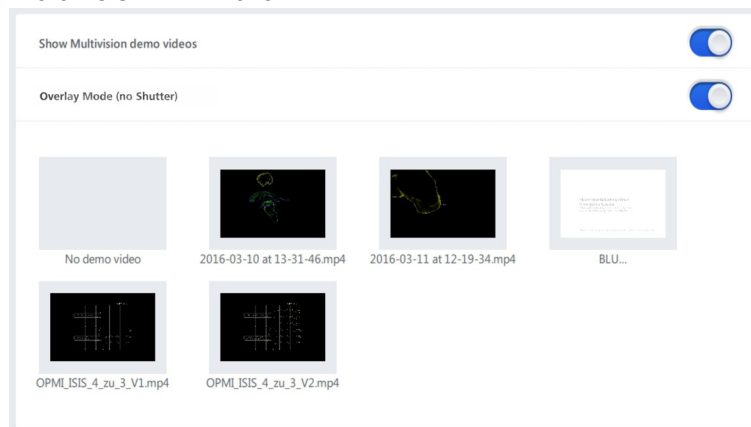 Show Multivision demo videos
Overlay Mode (no Shutter)
No demo video
2016-03-10 at 13-31-46.mp4
2016-03-11 at 12-19-34.mp4
BLU...
OPMI_ISIS_4_zu_3_V1.mp4
OPMI_ISIS_4_zu_3_V2.mp4